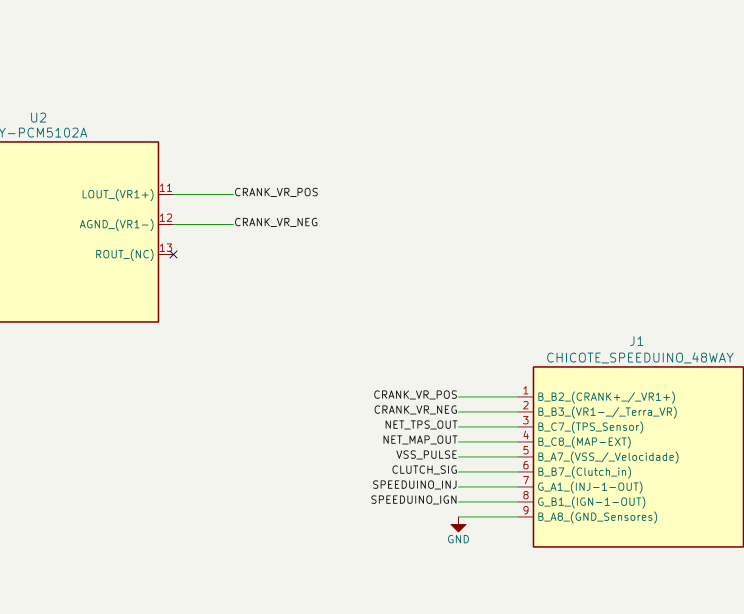 U2
Y-PCM5102A
LOUT_(VR1+) 11 CRANK_VR_POS
AGND_(VR1-) 12 CRANK_VR_NEG
ROUT_(NC) 13
J1
CHICOTE_SPEEDUINO_48WAY
CRANK_VR_POS 1 B_B2_(CRANK+_/_VR1+)
CRANK_VR_NEG 2 B_B3_(VR1-_/_Terra_VR)
NET_TPS_OUT 3 B_C7_(TPS_Sensor)
NET_MAP_OUT 4 B_C8_(MAP-EXT)
VSS_PULSE 5 B_A7_(VSS_/_Velocidade)
CLUTCH_SIG 6 B_B7_(Clutch_in)
SPEEDUINO_INJ 7 G_A1_(INJ-1-OUT)
SPEEDUINO_IGN 8 G_B1_(IGN-1-OUT)
9 B_A8_(GND_Sensores)
GND